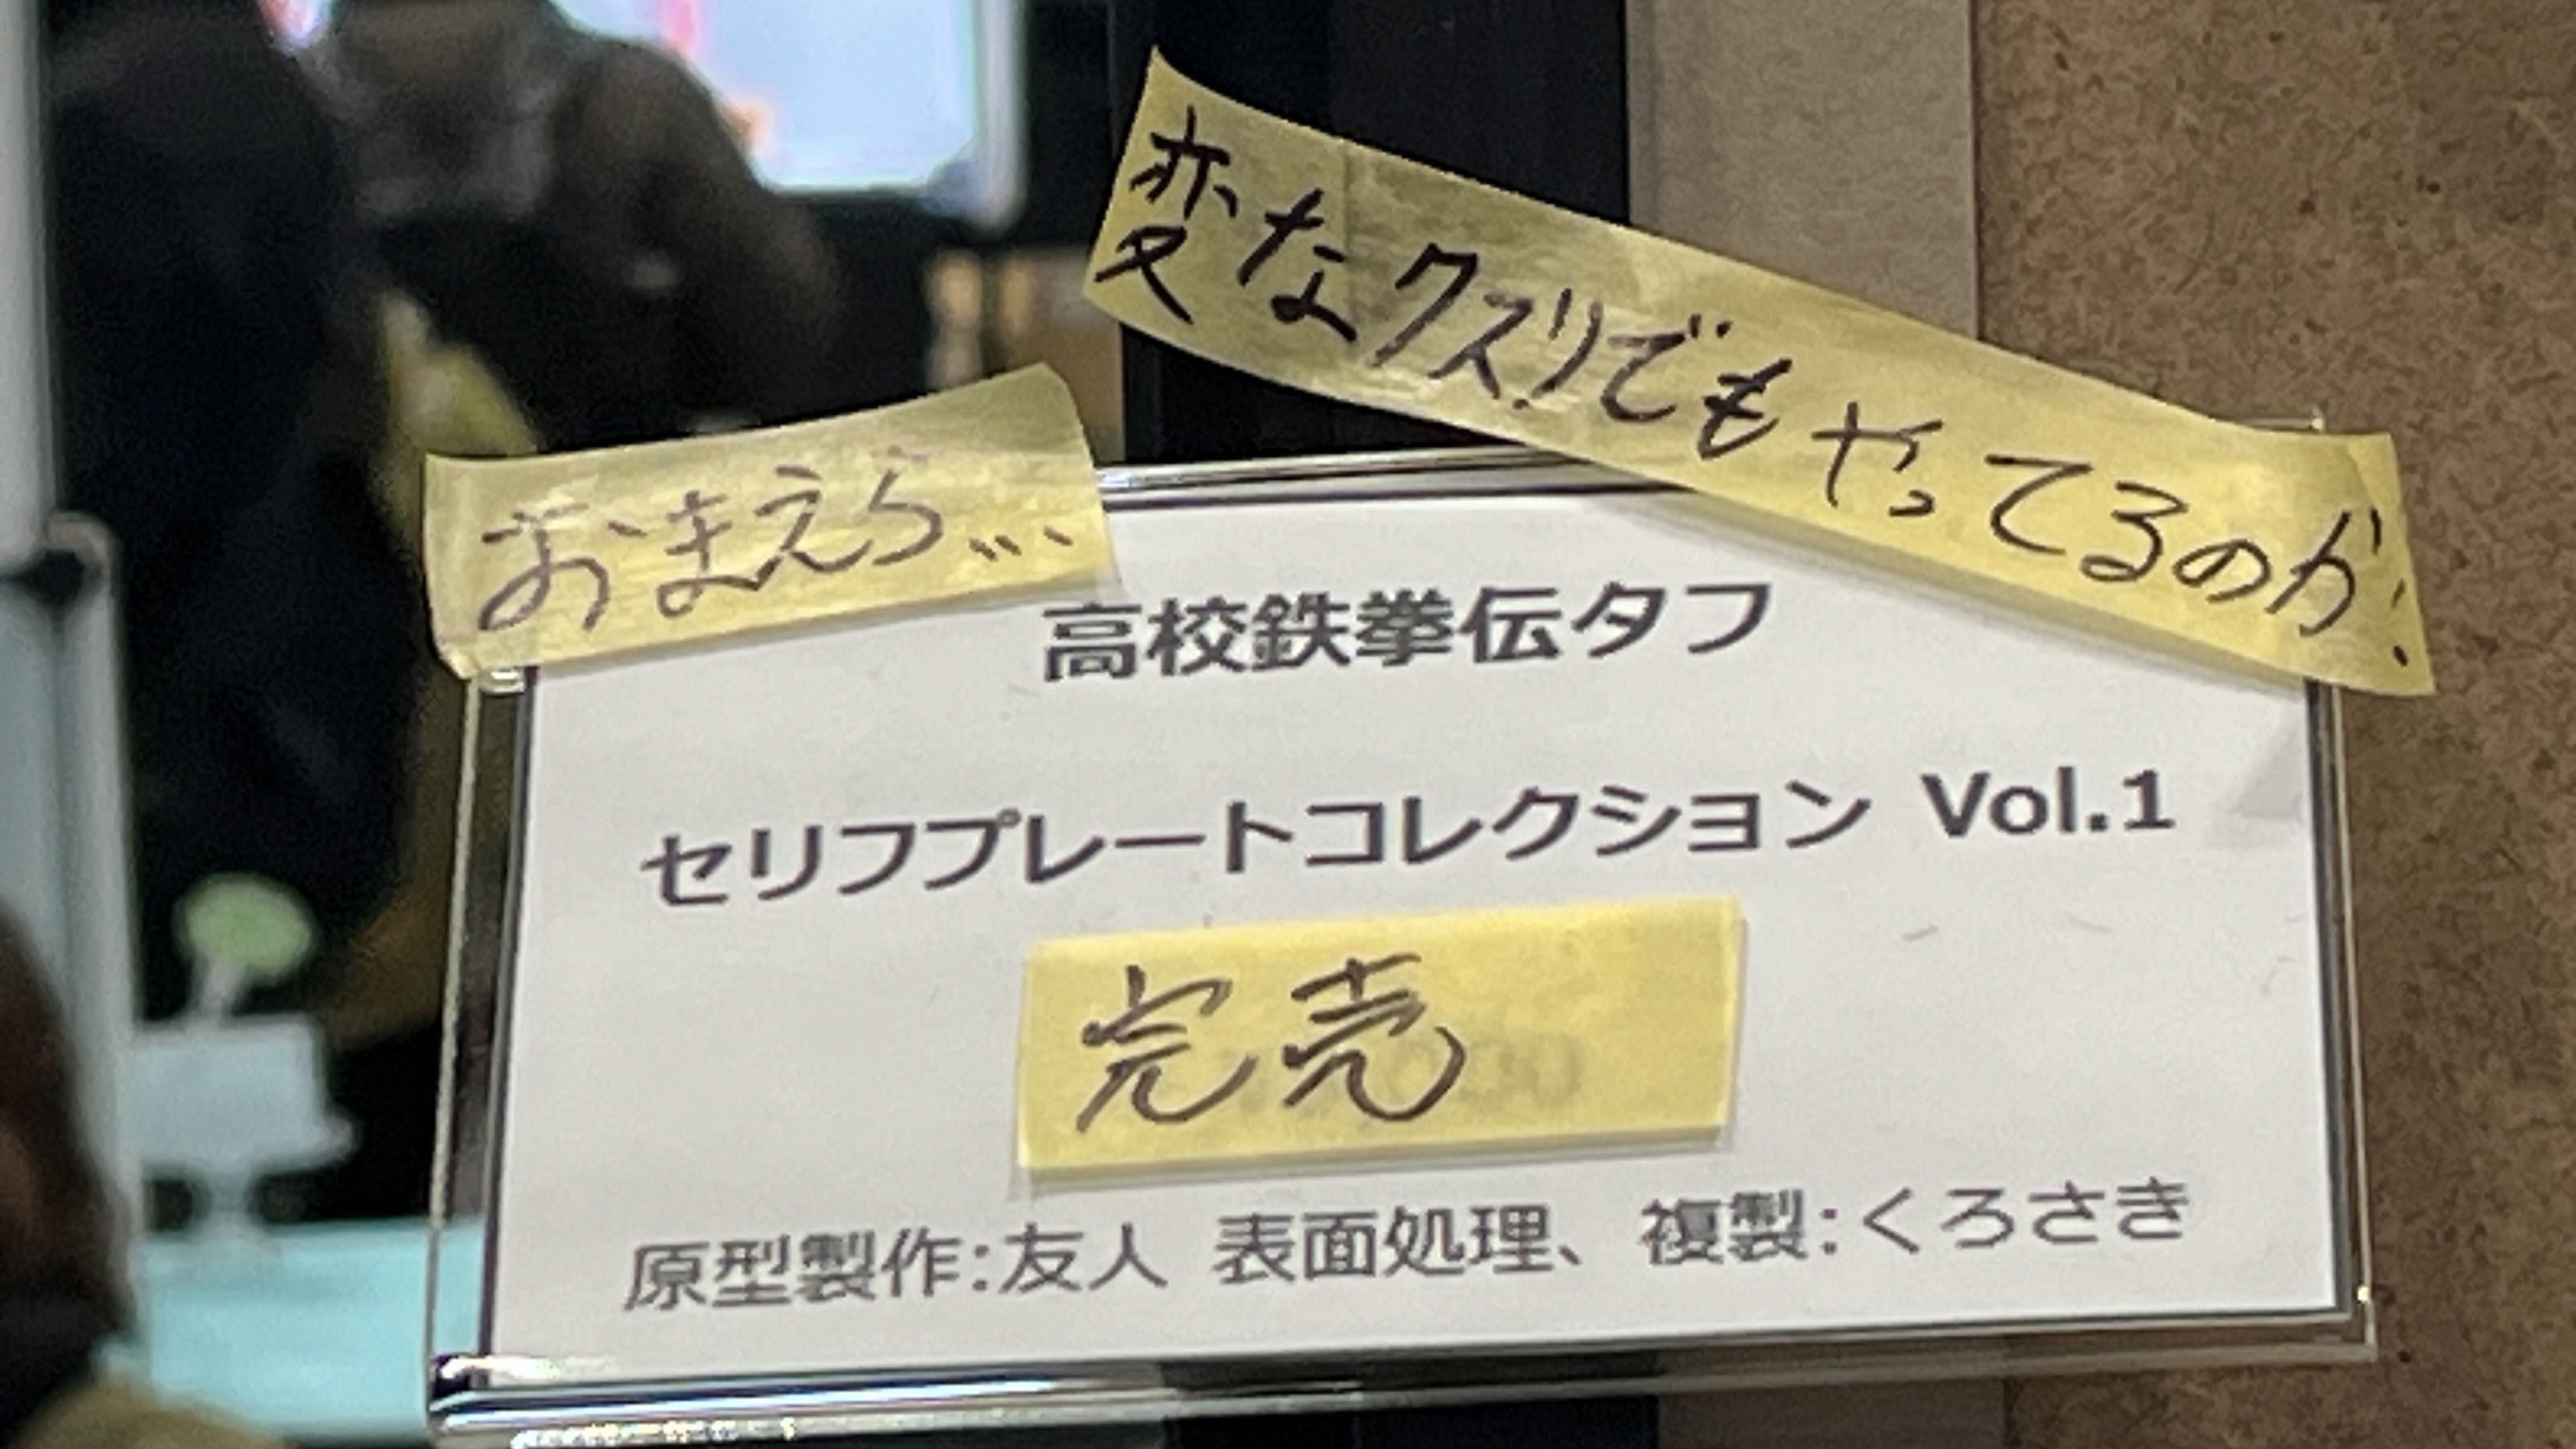 おまえら…
変なクスリでもやってるのか!
高校鉄拳伝タフ
セリフプレートコレクション Vol.1
完売
原型製作:友人 表面処理、複製:くろさき